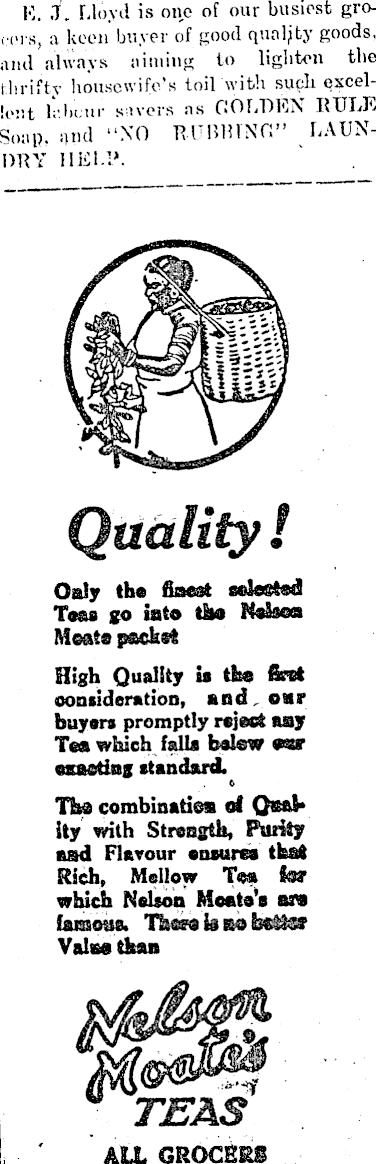 E. J. Lloyd is one of our busiest gro-
cers, a keen buyer of good quality goods,
and always aiming to lighten the
thrifty housewife's toil with such excel-
lent labour savers as GOLDEN RULE
Soap, and "NO RUBBING" LAUN-
DRY HELP.
Quality!
Only the finest selected
Teas go into the Nelson
Moate packet
High Quality is the first
consideration, and our
buyers promptly reject any
Tea which falls below our
exacting standard.
The combination of Qual-
ity with Strength, Purity
and Flavour ensures that
Rich, Mellow Tea for
which Nelson Moate's are
famous. There is no better
Value than
Nelson
Moate's
TEAS
ALL GROCERS